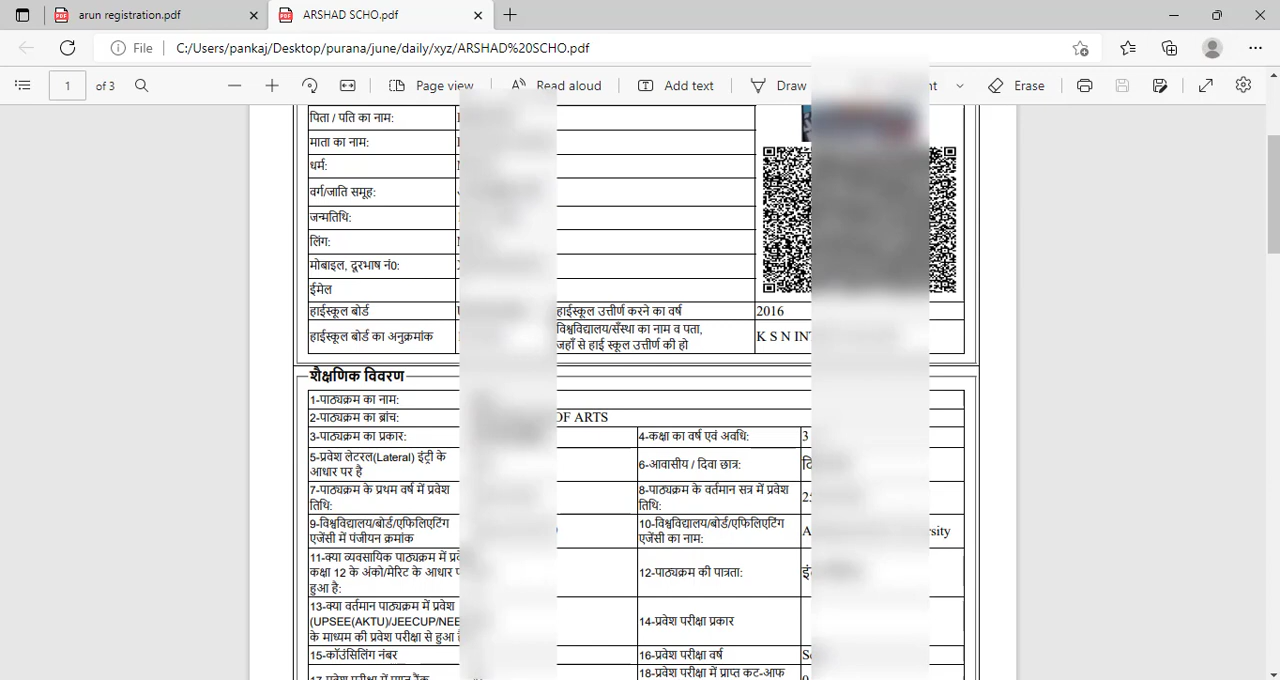 arun registration.pdf
ARSHAD SCHO.pdf
File
C:/Users/pankaj/Desktop/purana/june/daily/xyz/ARSHAD%20SCHO.pdf
1 of 3
Page view
Read aloud
Add text
Draw
Erase
पिता / पति का नाम:
माता का नाम:
धर्म:
वर्ग/जाति समूह:
जन्मतिथि:
लिंग:
मोबाइल, दूरभाष नं0:
ईमेल
हाईस्कूल बोर्ड
हाईस्कूल उत्तीर्ण करने का वर्ष
2016
हाईस्कूल बोर्ड का अनुक्रमांक
विश्वविद्यालय/सँस्था का नाम व पता,
जहाँ से हाई स्कूल उत्तीर्ण की हो
K S N
शैक्षणिक विवरण
1-पाठ्यक्रम का नाम:
2-पाठ्यक्रम का ब्रांच:
OF ARTS
3-पाठ्यक्रम का प्रकार:
4-कक्षा का वर्ष एवं अवधि:
3
5-प्रवेश लेटरल(Lateral) इंट्री के
आधार पर है
6-आवासीय / दिवा छात्र:
7-पाठ्यक्रम के प्रथम वर्ष में प्रवेश
तिथि:
8-पाठ्यक्रम के वर्तमान सत्र में प्रवेश
तिथि:
9-विश्वविद्यालय/बोर्ड/एफिलिएटिंग
एजेंसी में पंजीयन क्रमांक
10-विश्वविद्यालय/बोर्ड/एफिलिएटिंग
एजेंसी का नाम:
11-क्या व्यवसायिक पाठ्यक्रम में
कक्षा 12 के अंको/मेरिट के आधार
हुआ है:
12-पाठ्यक्रम की पात्रता:
13-क्या वर्तमान पाठ्यक्रम में प्रवेश
(UPSEE(AKTU)/JEECUP/NEE
के माध्यम की प्रवेश परीक्षा से हुआ
14-प्रवेश परीक्षा प्रकार
15-कॉउंसिलिंग नंबर
16-प्रवेश परीक्षा वर्ष
18-प्रवेश परीक्षा में प्राप्त कट-आफ